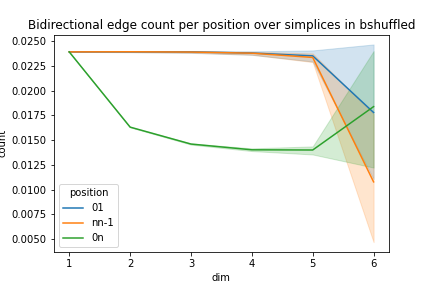 Bidirectional edge count per position over simplices in bshuffled
0.0250
0.0225
0.0200
0.0175
0.0150
0.0125
0.0100
0.0075
0.0050
count
position
01
nn-1
0n
1 2 3 4 5 6
dim